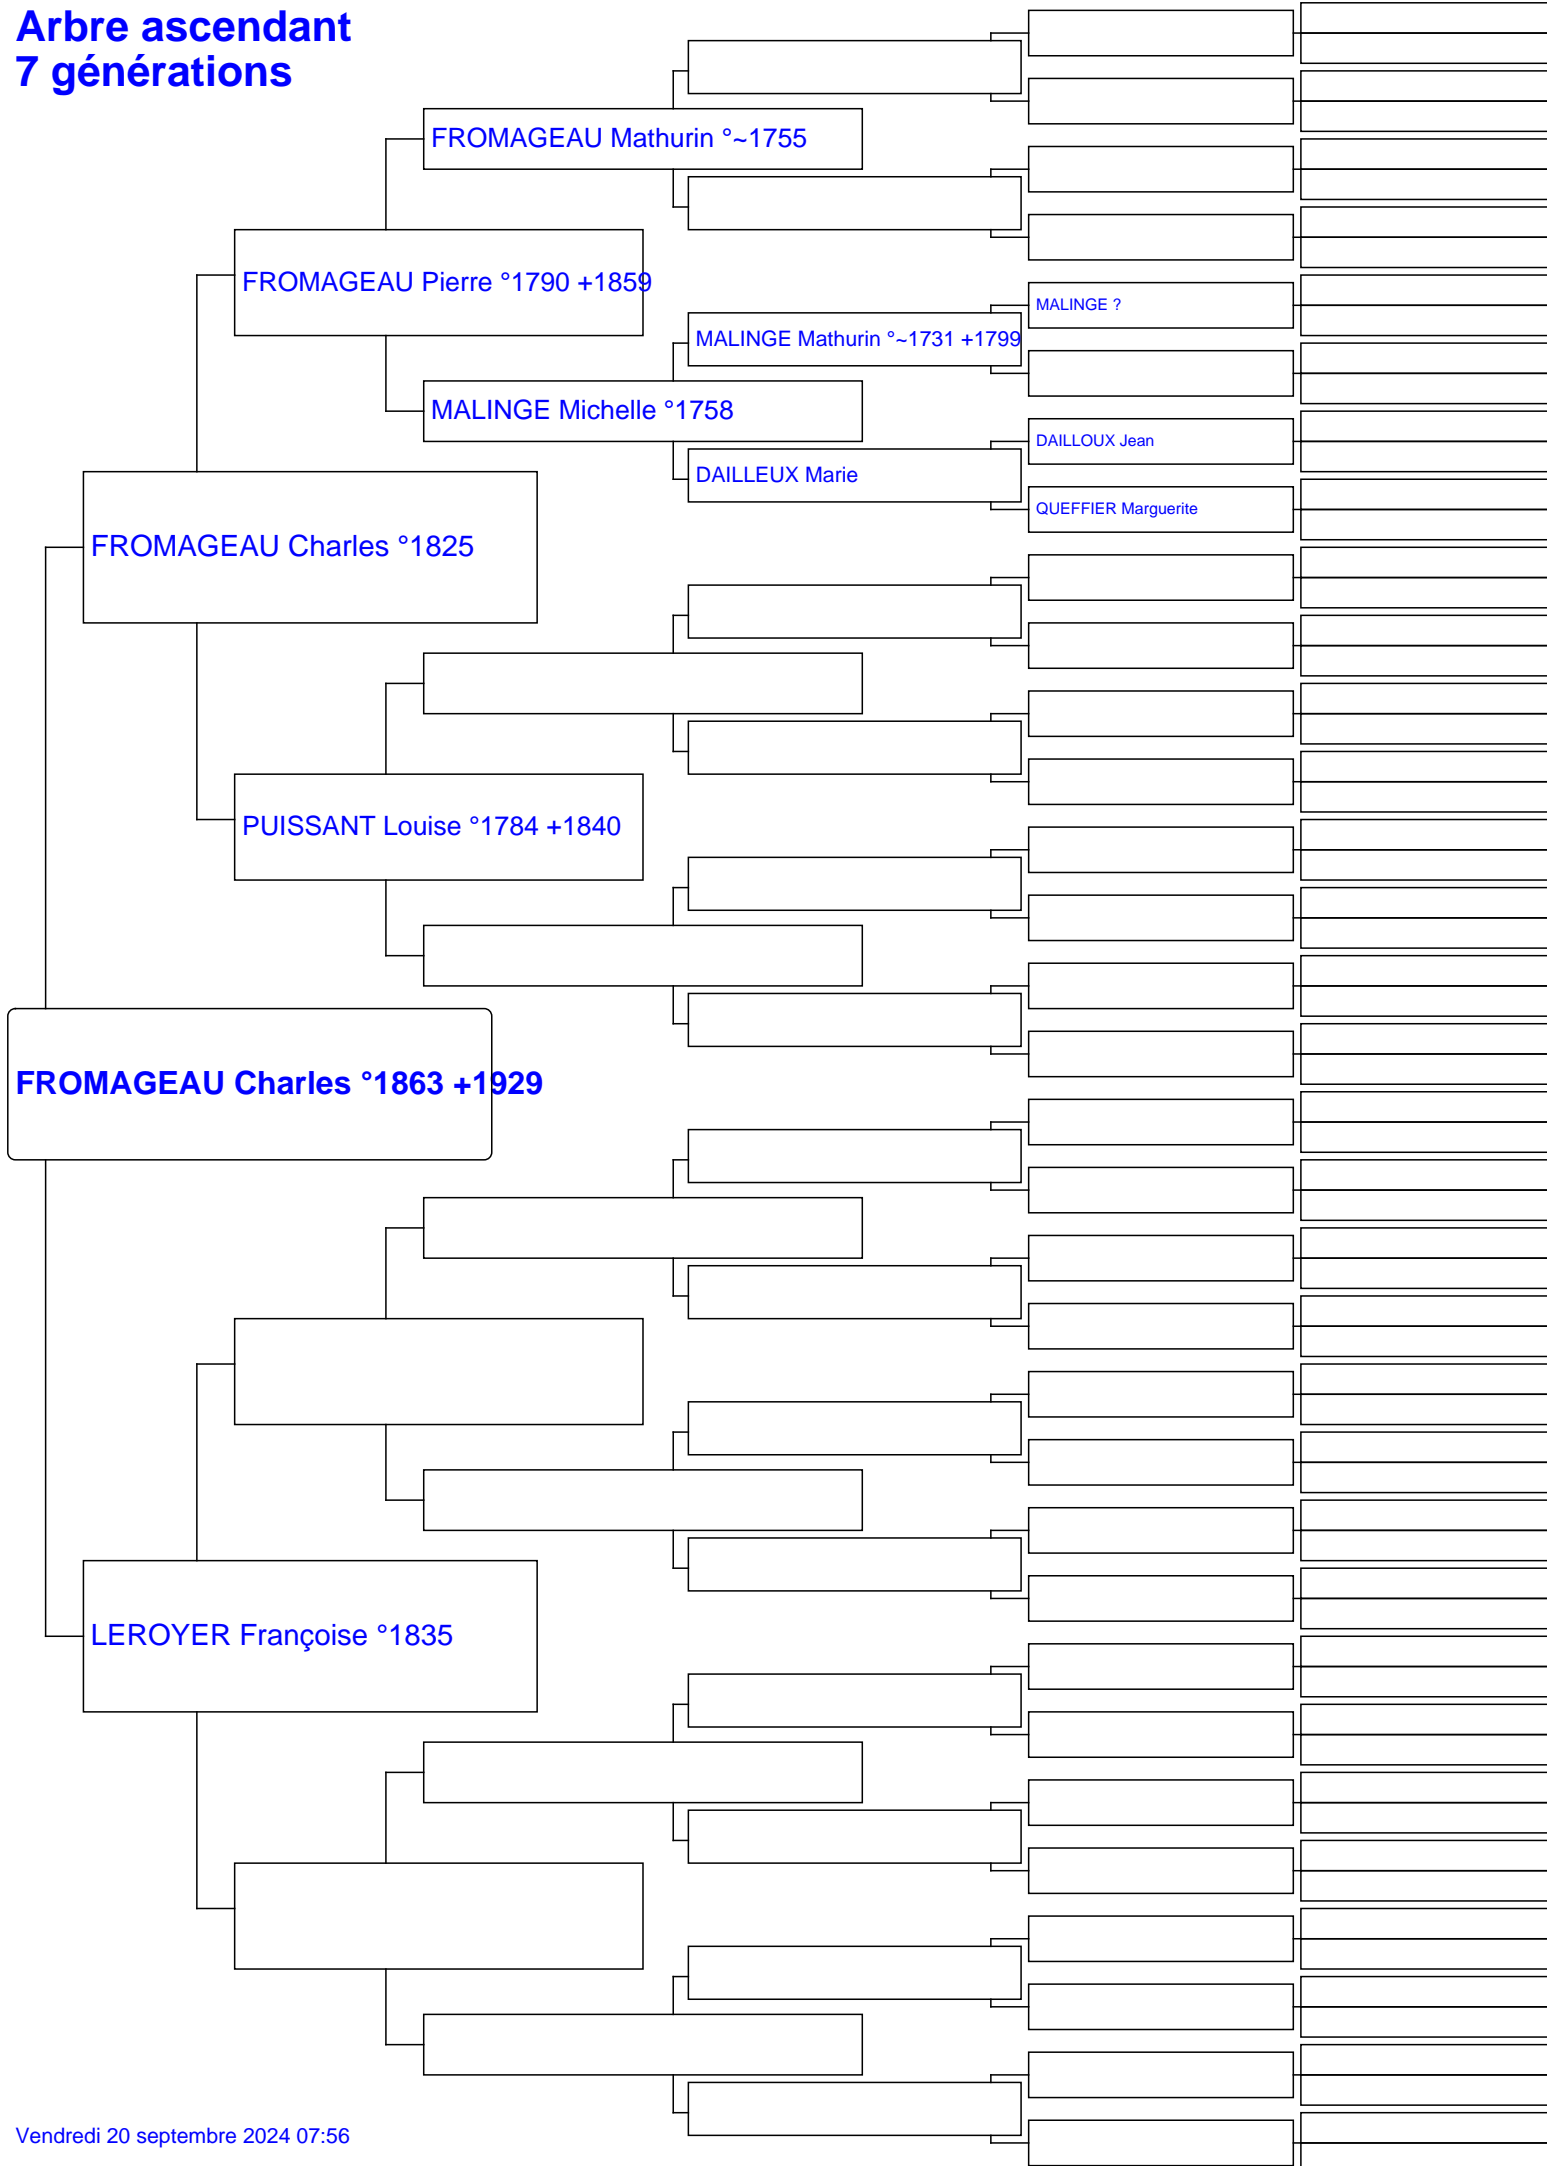 Arbre ascendant
7 générations
FROMAGEAU Mathurin °~1755
FROMAGEAU Pierre °1790 +1859
MALINGE ?
MALINGE Mathurin °~1731 +1799
MALINGE Michelle °1758
DAILLOUX Jean
DAILLEUX Marie
QUEFFIER Marguerite
FROMAGEAU Charles °1825
PUISSANT Louise °1784 +1840
FROMAGEAU Charles °1863 +1929
LEROYER Françoise °1835
Vendredi 20 septembre 2024 07:56